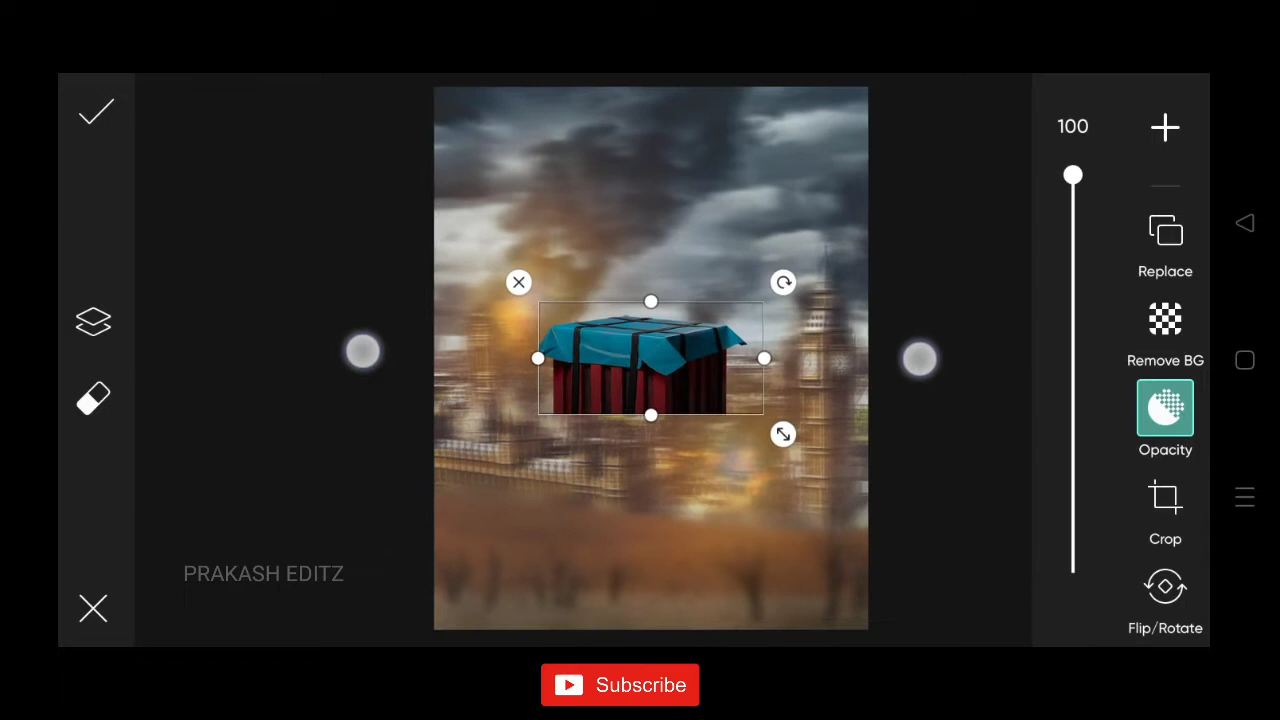 100
Replace
Remove BG
Opacity
Crop
Flip/Rotate
PRAKASH EDITZ
Subscribe